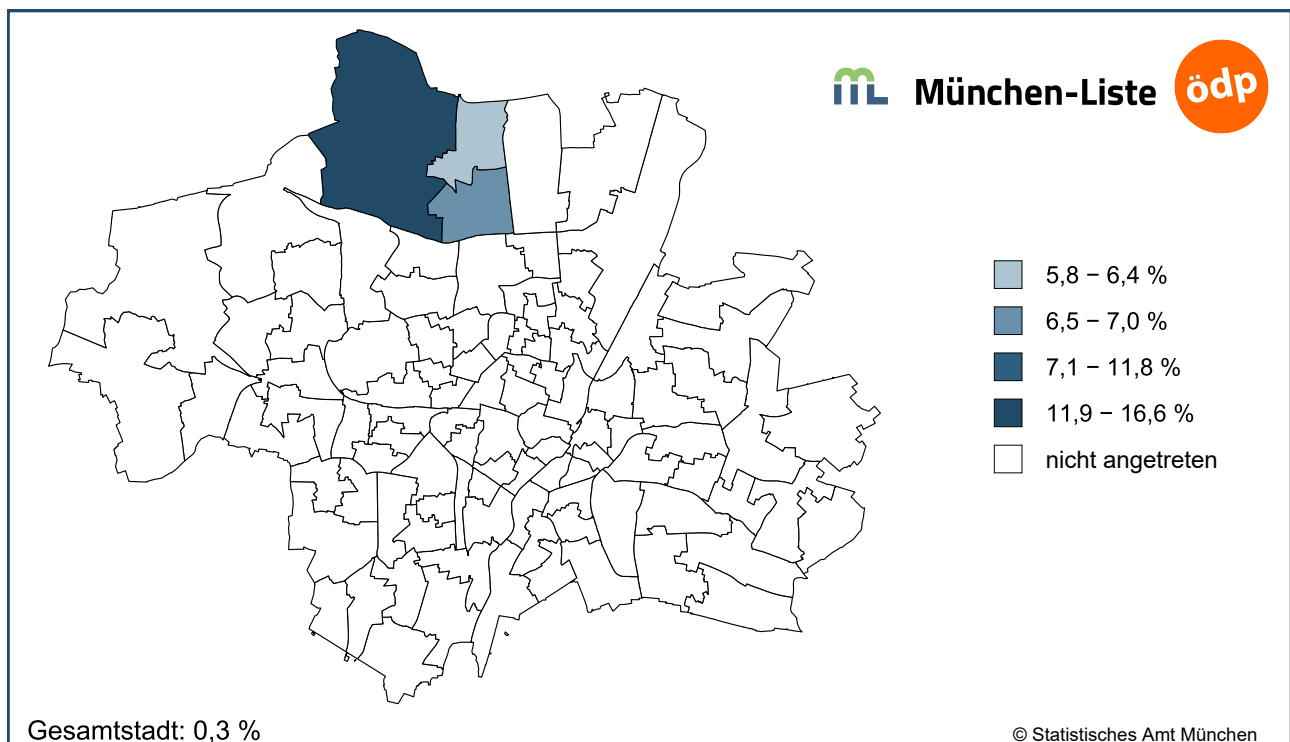 mL München-Liste ödp
5,8 – 6,4 %
6,5 – 7,0 %
7,1 – 11,8 %
11,9 – 16,6 %
nicht angetreten
Gesamtstadt: 0,3 %
© Statistisches Amt München